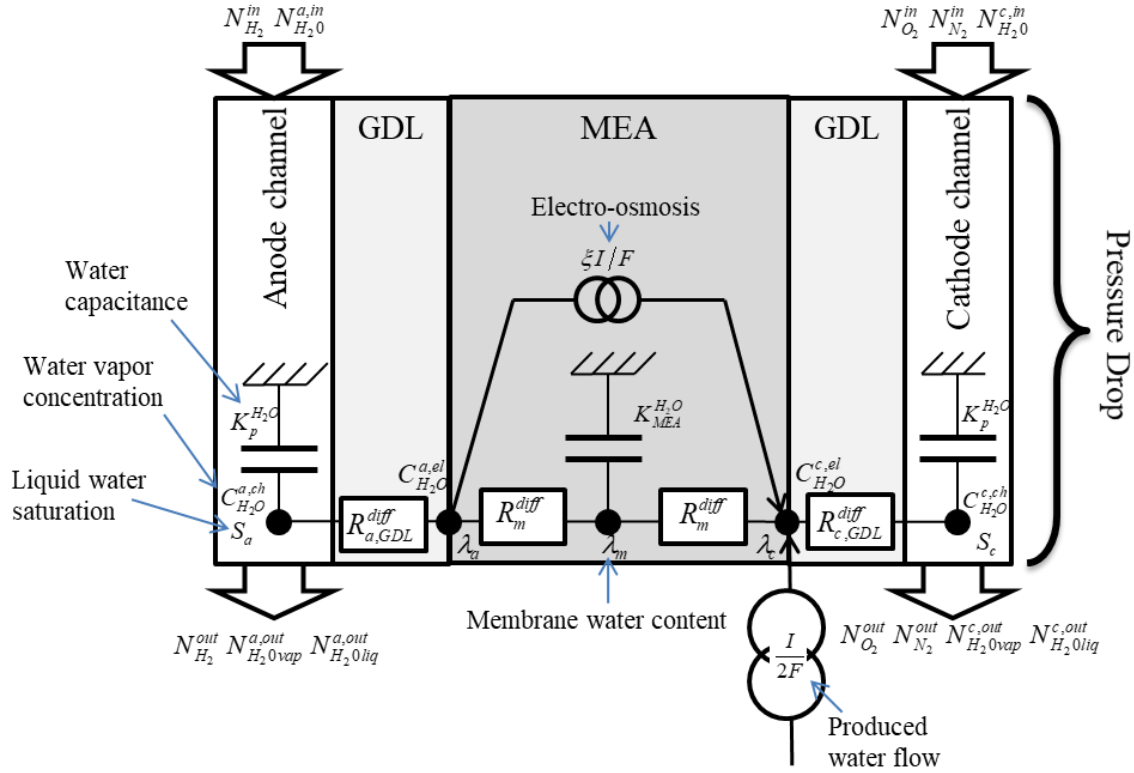 N_{H_2}^{in} N_{H_20}^{a,in}
N_{O_2}^{in} N_{N_2}^{in} N_{H_20}^{c,in}
Anode channel
GDL
MEA
GDL
Cathode channel
Pressure Drop
Electro-osmosis
ξI/F
Water
capacitance
Water vapor
concentration
Liquid water
saturation
K_p^{H_2O}
K_{MEA}^{H_2O}
K_p^{H_2O}
C_{H_2O}^{a,ch}
S_a
C_{H_2O}^{a,el}
C_{H_2O}^{c,el}
C_{H_2O}^{c,ch}
S_c
R_{a,GDL}^{diff}
R_m^{diff}
R_m^{diff}
R_{c,GDL}^{diff}
λ_a
λ_m
λ_c
Membrane water content
N_{H_2}^{out} N_{H_20vap}^{a,out} N_{H_20liq}^{a,out}
N_{O_2}^{out} N_{N_2}^{out} N_{H_20vap}^{c,out} N_{H_20liq}^{c,out}
I
2F
Produced
water flow